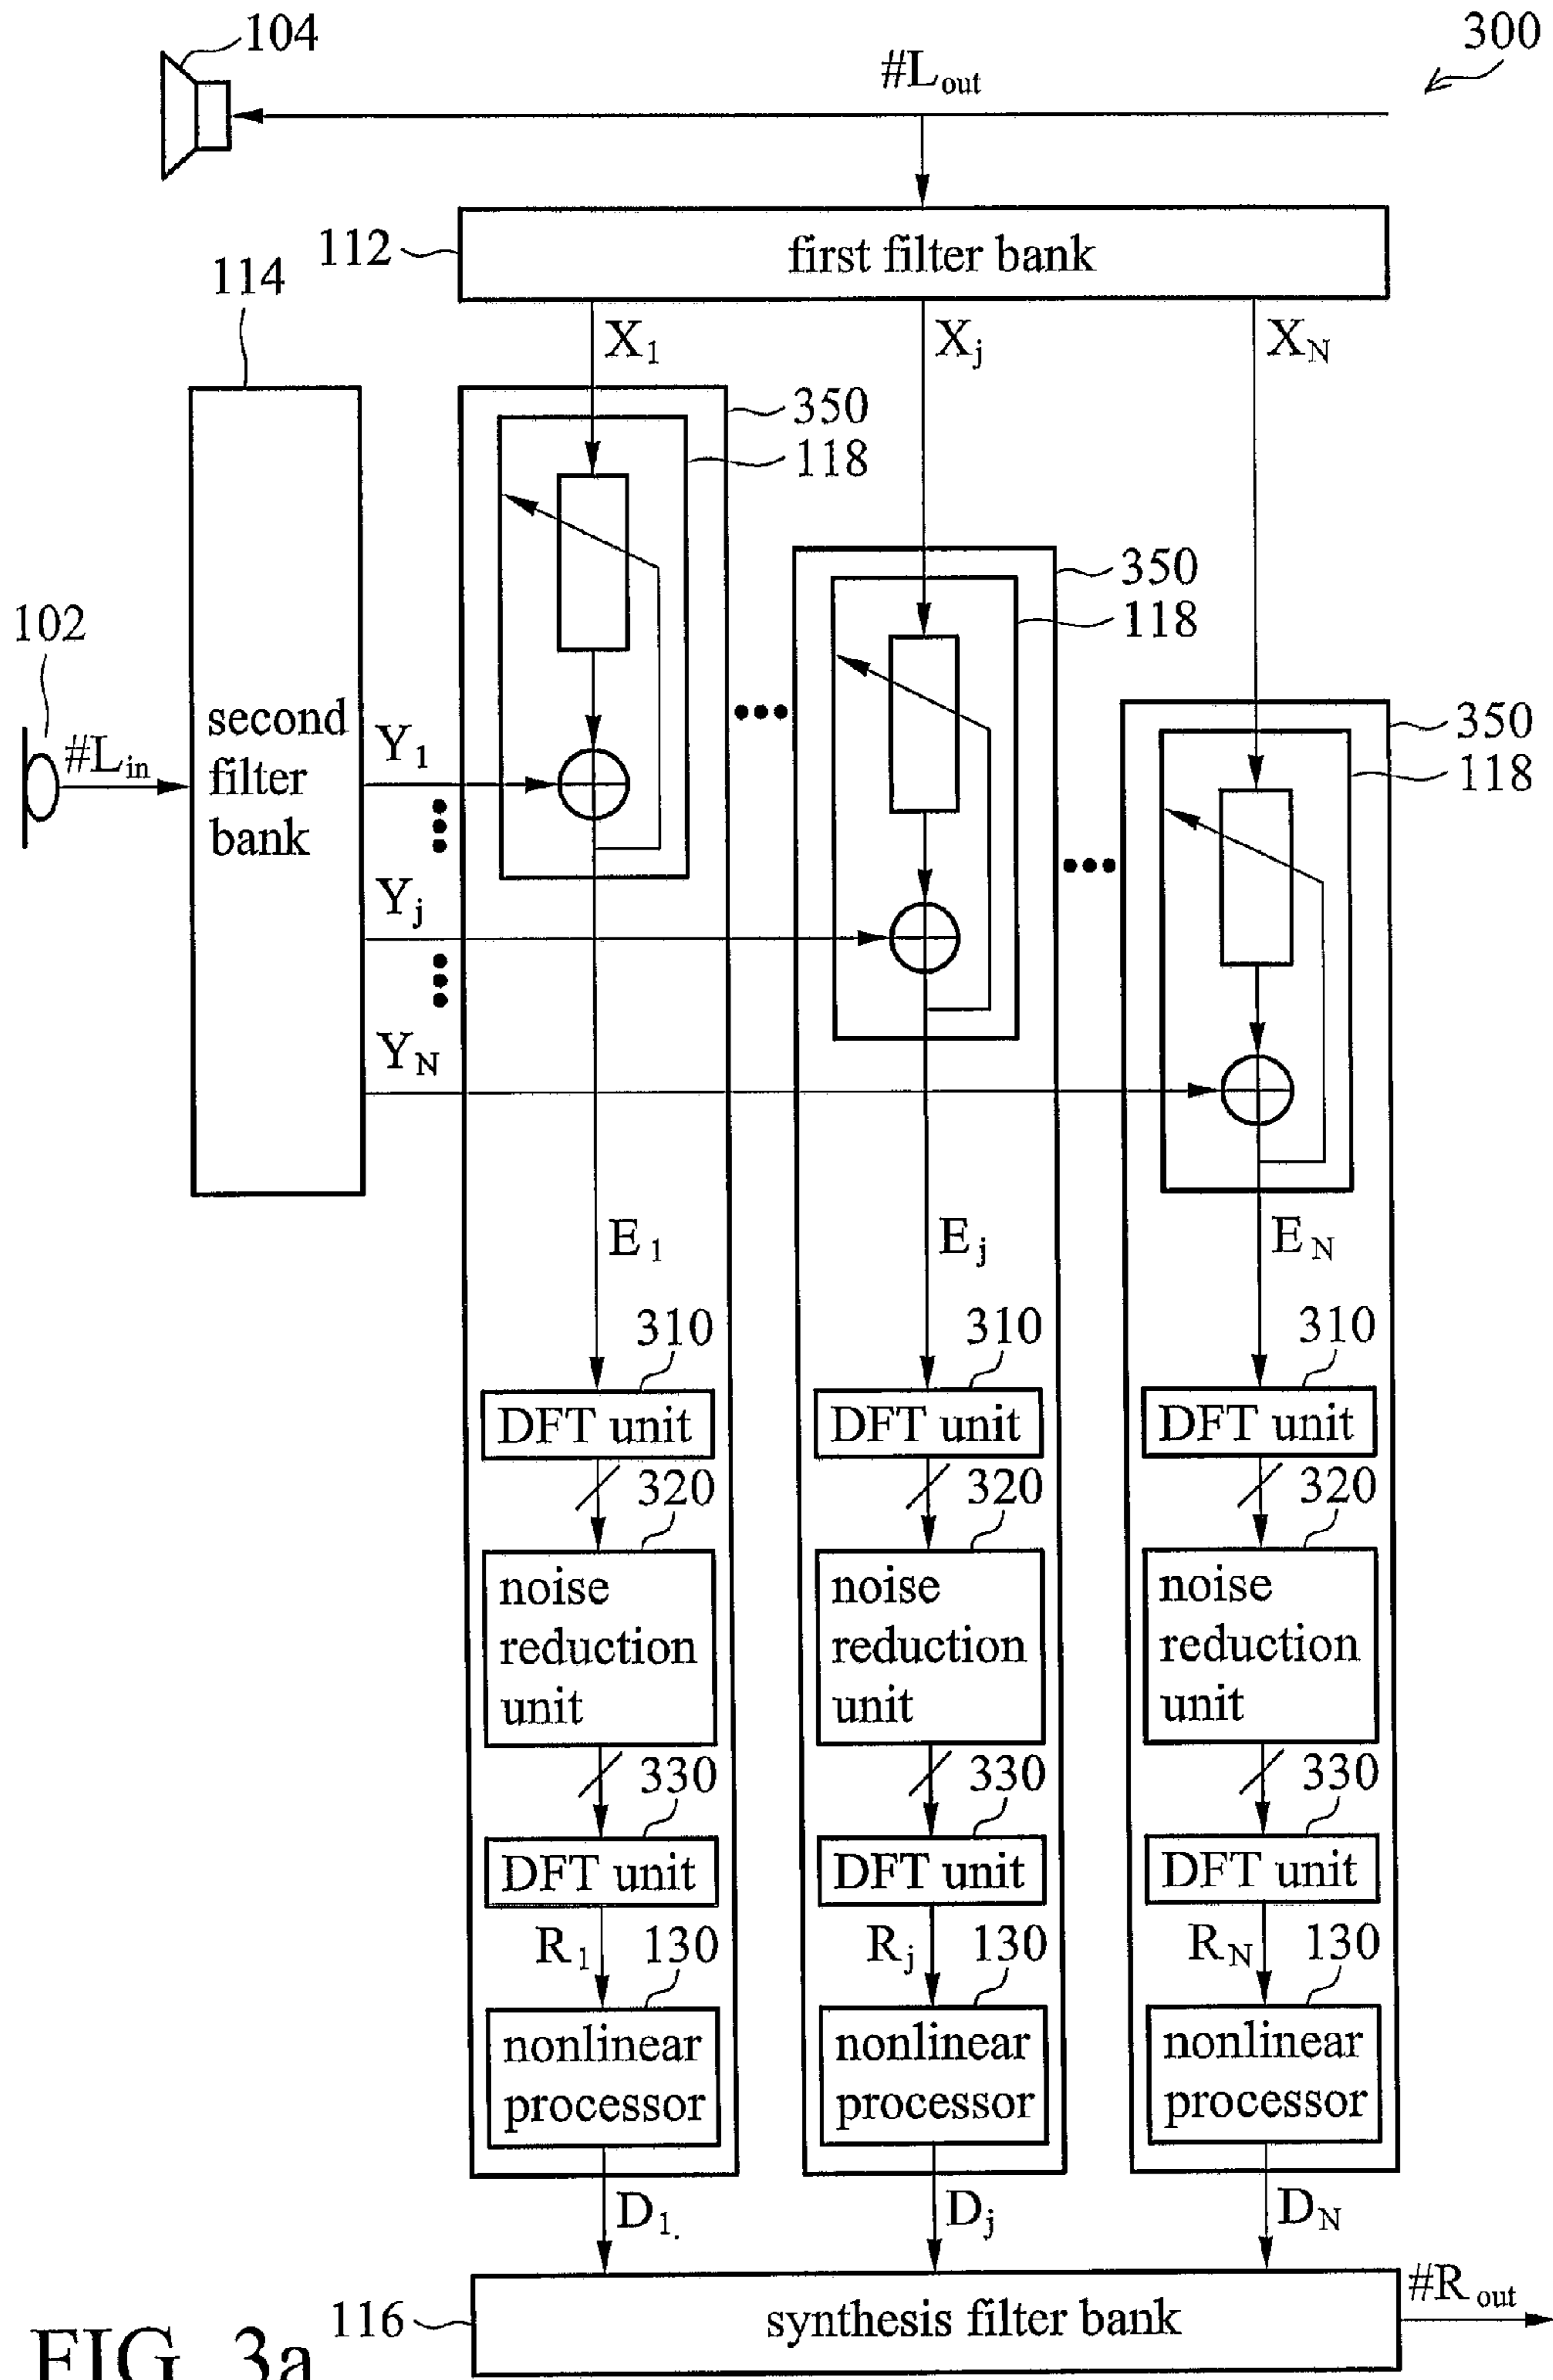 104
300
#Lout
112
first filter bank
114
X1
Xj
XN
350
118
350
118
102
350
118
#Lin
second
filter
bank
Y1
Yj
YN
E1
Ej
EN
310
310
310
DFT unit
DFT unit
DFT unit
320
320
320
noise
reduction
unit
noise
reduction
unit
noise
reduction
unit
330
330
330
DFT unit
DFT unit
DFT unit
R1
130
Rj
130
RN
130
nonlinear
processor
nonlinear
processor
nonlinear
processor
D1.
Dj
DN
116
synthesis filter bank
#Rout
FIG. 3a